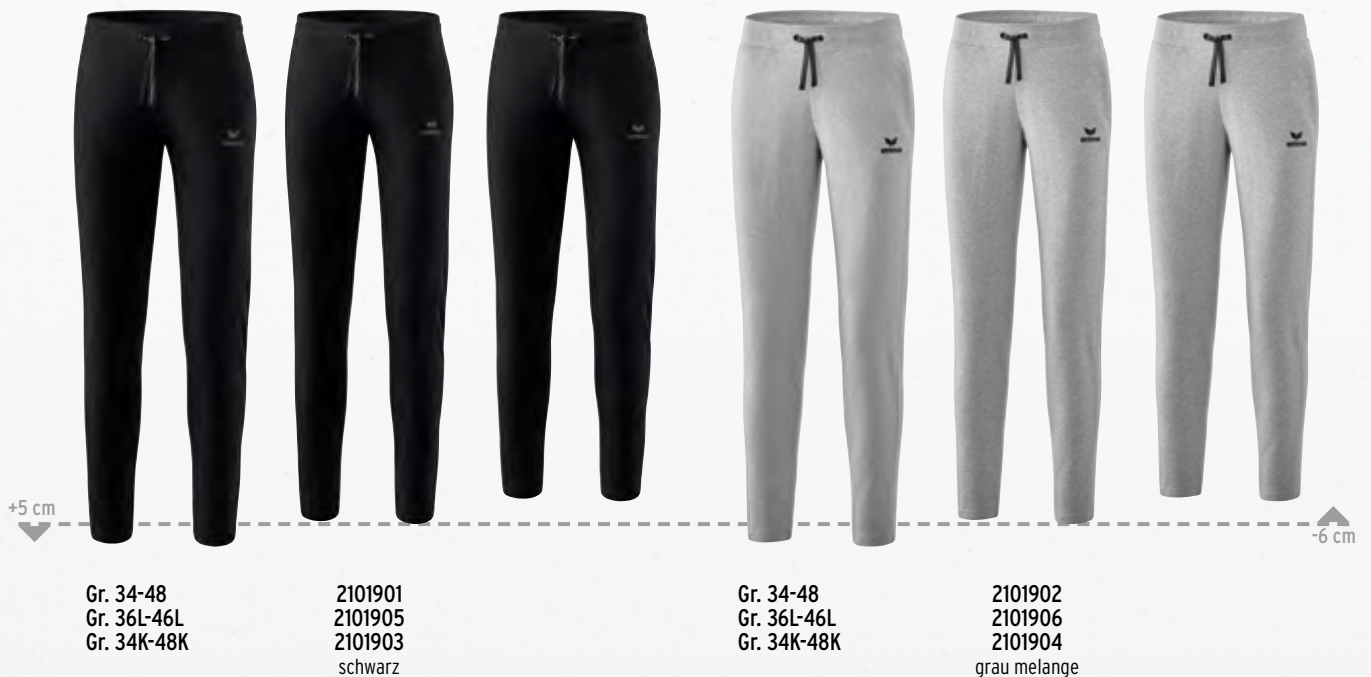 +5 cm
-6 cm
Gr. 34-48 2101901
Gr. 36L-46L 2101905
Gr. 34K-48K 2101903
schwarz
Gr. 34-48 2101902
Gr. 36L-46L 2101906
Gr. 34K-48K 2101904
grau melange